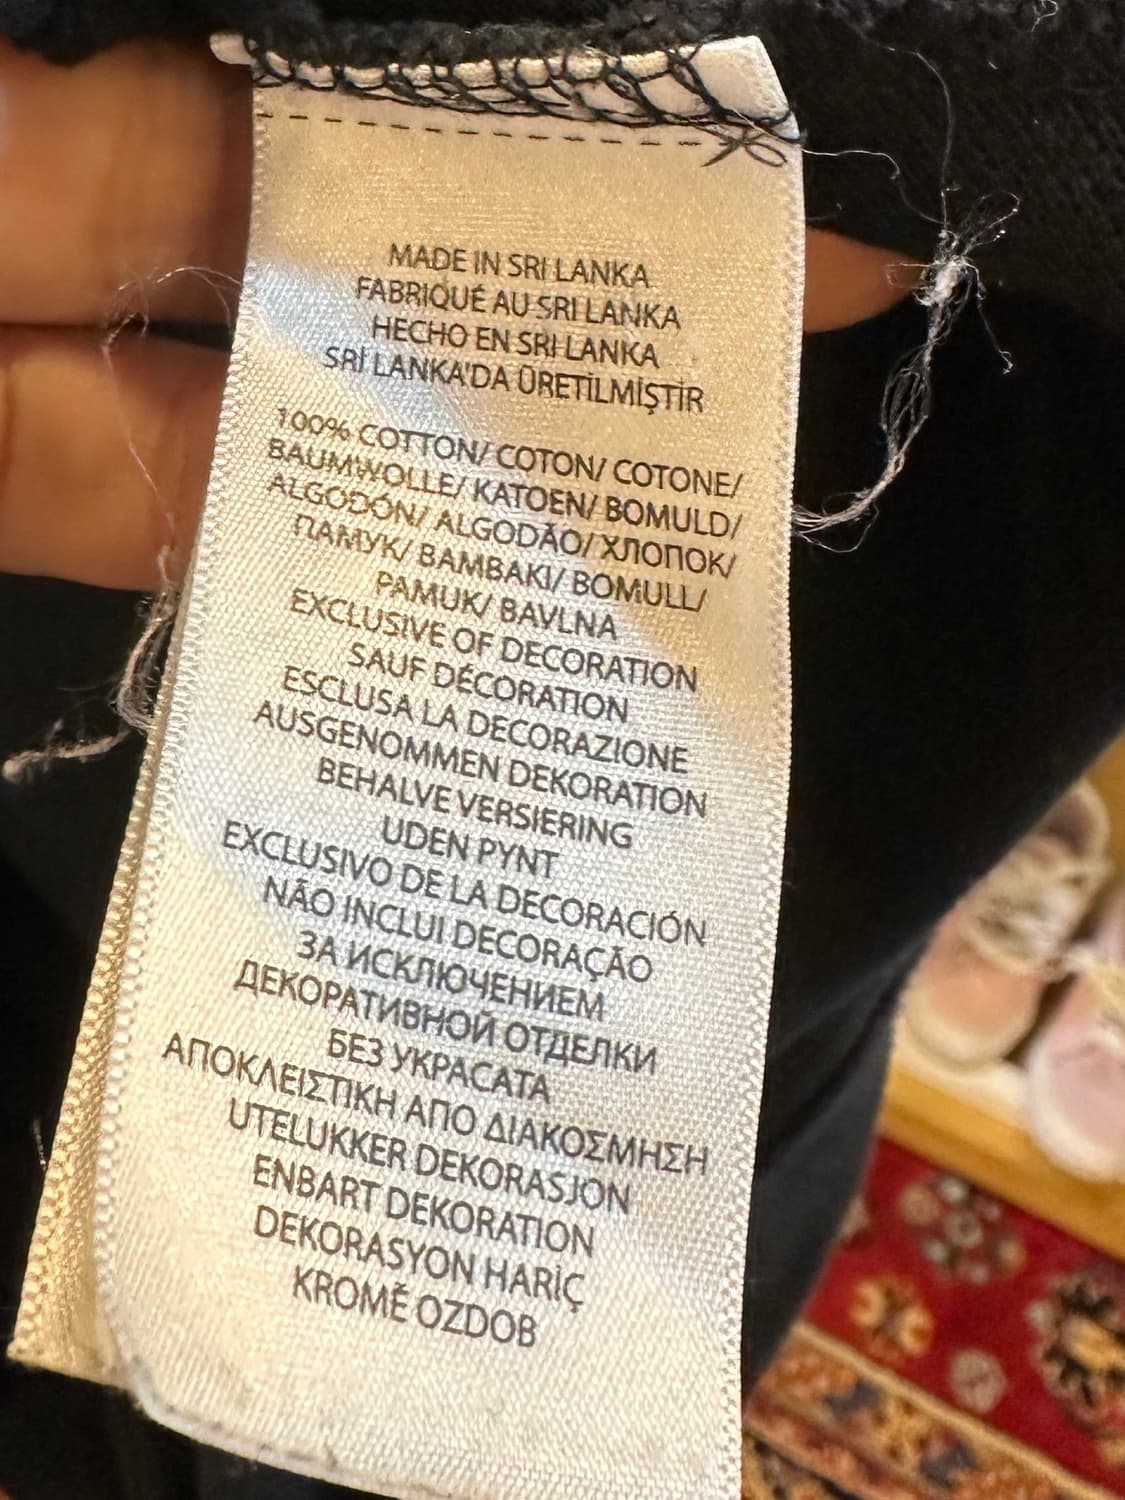 MADE IN SRI LANKA
FABRIQUÉ AU SRI LANKA
HECHO EN SRI LANKA
SRİ LANKA'DA ÜRETİLMİŞTİR
100% COTTON/ COTON/ COTONE/
BAUMWOLLE/ KATOEN/ BOMULD/
ALGODÓN/ ALGODÃO/ ХЛОПОК/
ПАМУК/ BAMBAKI/ BOMULL/
PAMUK/ BAVLNA
EXCLUSIVE OF DECORATION
SAUF DÉCORATION
ESCLUSA LA DECORAZIONE
AUSGENOMMEN DEKORATION
BEHALVE VERSIERING
UDEN PYNT
EXCLUSIVO DE LA DECORACIÓN
NÃO INCLUI DECORAÇÃO
ЗА ИСКЛЮЧЕНИЕМ
ДЕКОРАТИВНОЙ ОТДЕЛКИ
БЕЗ УКРАСАТА
ΑΠΟΚΛΕΙΣΤΙΚΗ ΑΠΟ ΔΙΑΚΟΣΜΗΣΗ
UTELUKKER DEKORASJON
ENBART DEKORATION
DEKORASYON HARİÇ
KROMĚ OZDOB